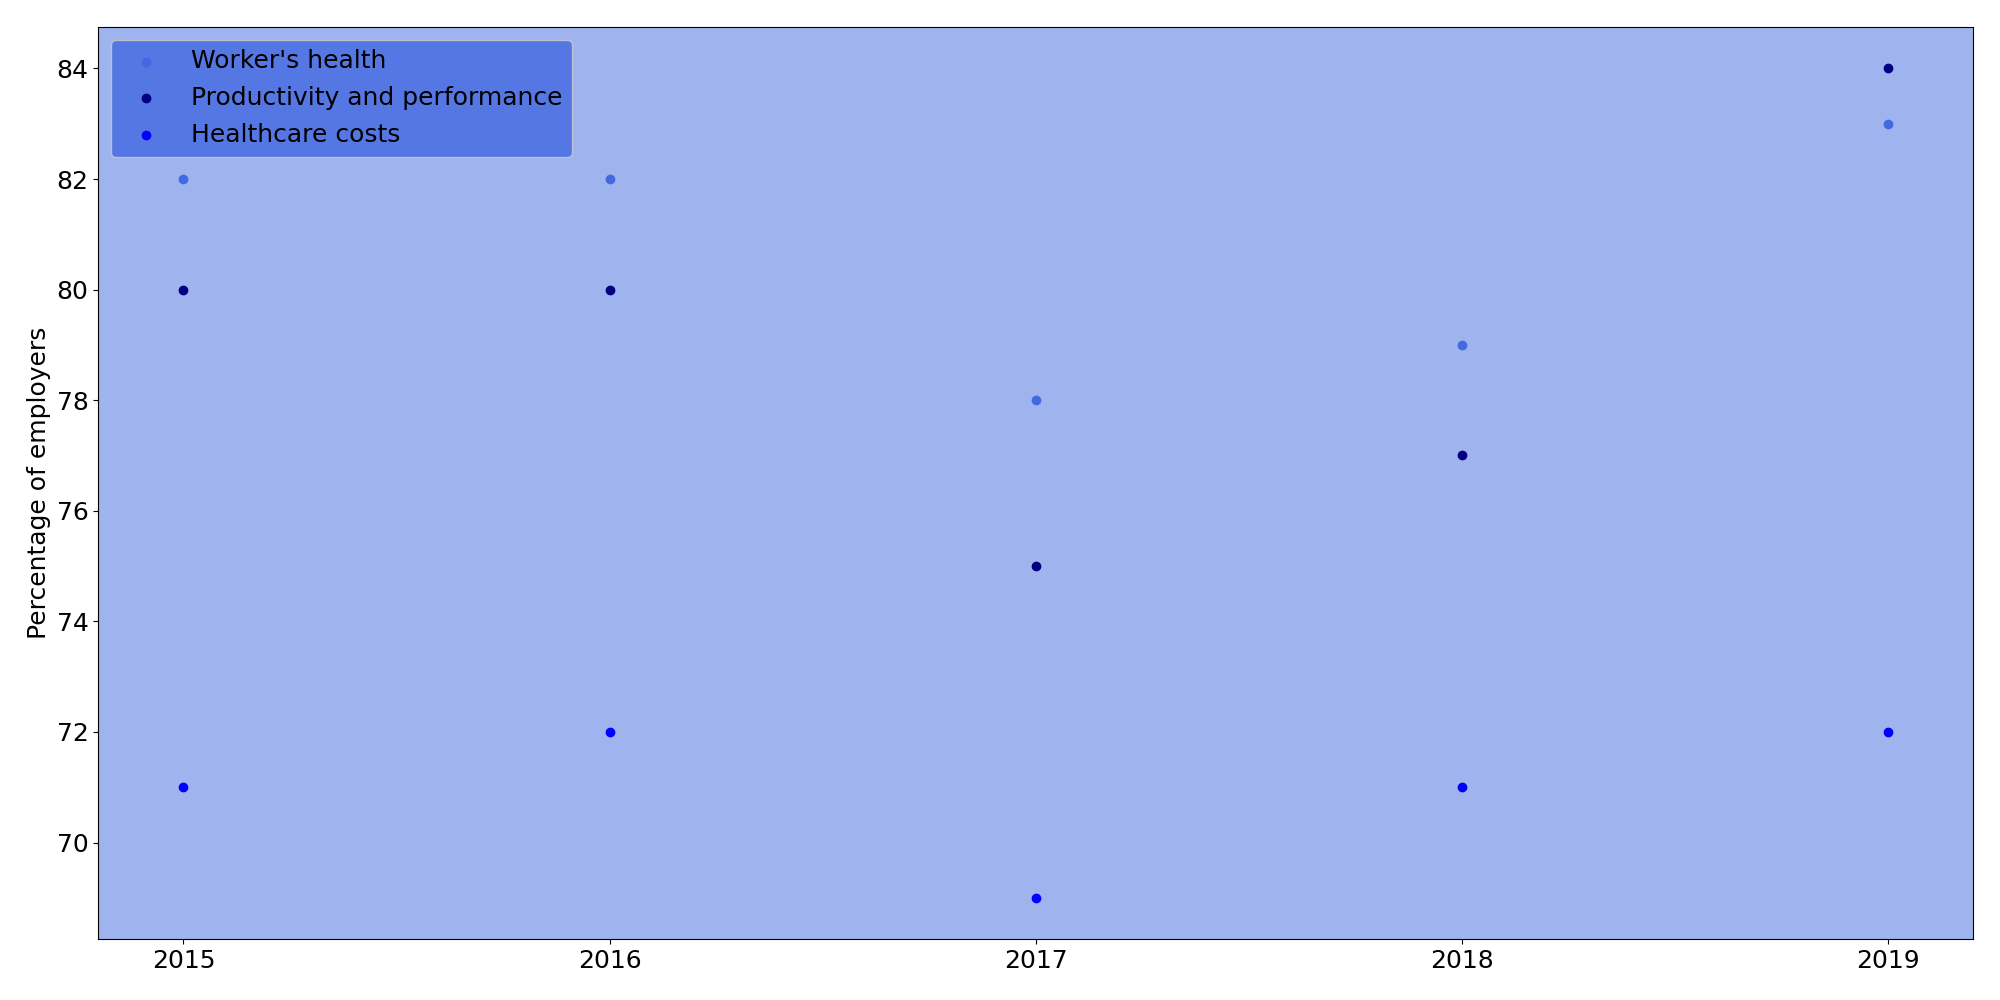 Worker's health
Productivity and performance
Healthcare costs
Percentage of employers
84
82
80
78
76
74
72
70
2015 2016 2017 2018 2019